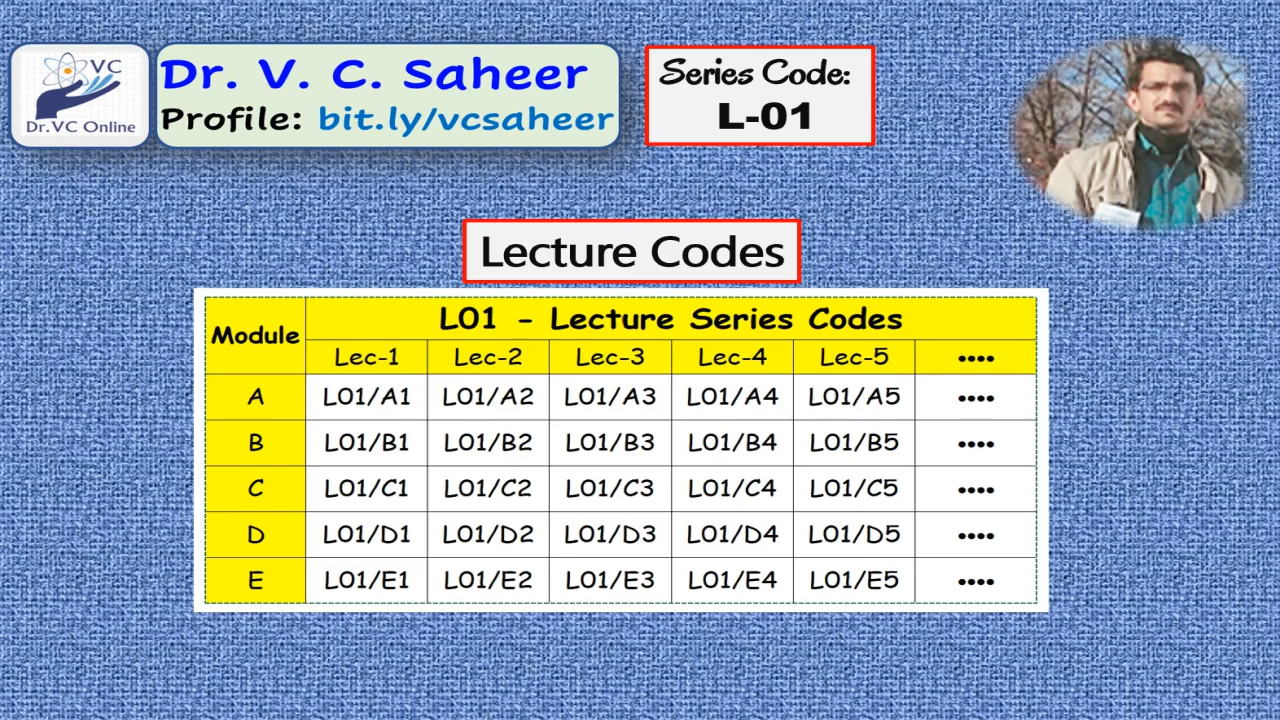 VC
Dr.VC Online
Dr. V. C. Saheer
Profile: bit.ly/vcsaheer
Series Code:
L-01
Lecture Codes
Module L01 - Lecture Series Codes
Lec-1 Lec-2 Lec-3 Lec-4 Lec-5 ....
A L01/A1 L01/A2 L01/A3 L01/A4 L01/A5 ....
B L01/B1 L01/B2 L01/B3 L01/B4 L01/B5 ....
C L01/C1 L01/C2 L01/C3 L01/C4 L01/C5 ....
D L01/D1 L01/D2 L01/D3 L01/D4 L01/D5 ....
E L01/E1 L01/E2 L01/E3 L01/E4 L01/E5 ....